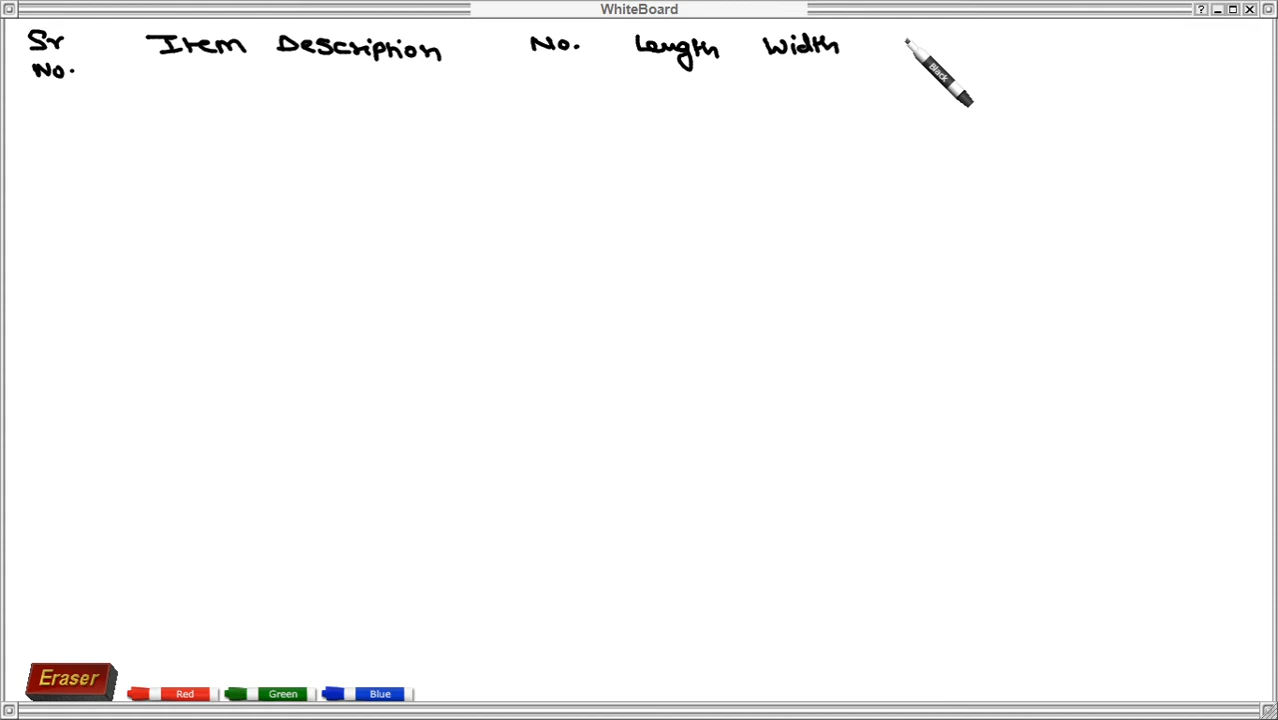 WhiteBoard
?
Sr Item Description No. Length Width
No.
Black
Eraser Red Green Blue